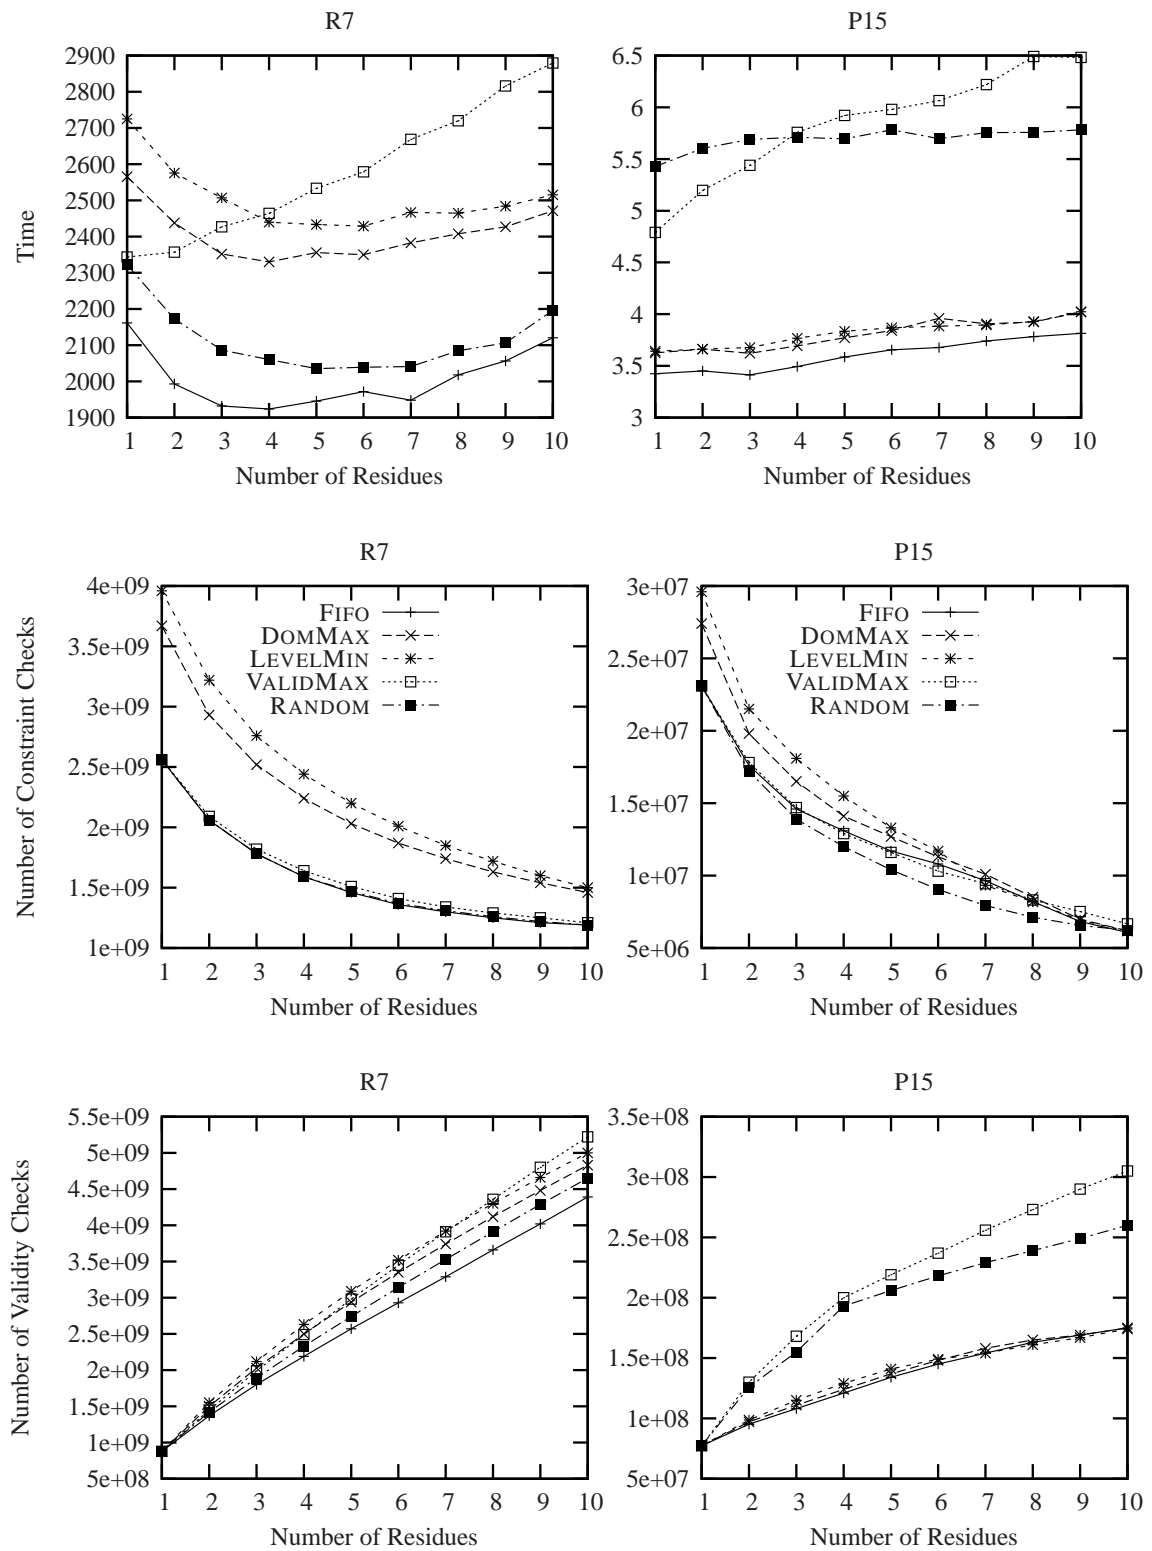 R7 P15
2900
2800
2700
2600
2500
2400
2300
2200
2100
2000
1900
Time
1 2 3 4 5 6 7 8 9 10
Number of Residues
6.5
6
5.5
5
4.5
4
3.5
3
1 2 3 4 5 6 7 8 9 10
Number of Residues
R7 P15
4e+09
3.5e+09
3e+09
2.5e+09
2e+09
1.5e+09
1e+09
Number of Constraint Checks
FIFO
DOMMAX
LEVELMIN
VALIDMAX
RANDOM
1 2 3 4 5 6 7 8 9 10
Number of Residues
3e+07
2.5e+07
2e+07
1.5e+07
1e+07
5e+06
FIFO
DOMMAX
LEVELMIN
VALIDMAX
RANDOM
1 2 3 4 5 6 7 8 9 10
Number of Residues
R7 P15
5.5e+09
5e+09
4.5e+09
4e+09
3.5e+09
3e+09
2.5e+09
2e+09
1.5e+09
1e+09
5e+08
Number of Validity Checks
1 2 3 4 5 6 7 8 9 10
Number of Residues
3.5e+08
3e+08
2.5e+08
2e+08
1.5e+08
1e+08
5e+07
1 2 3 4 5 6 7 8 9 10
Number of Residues